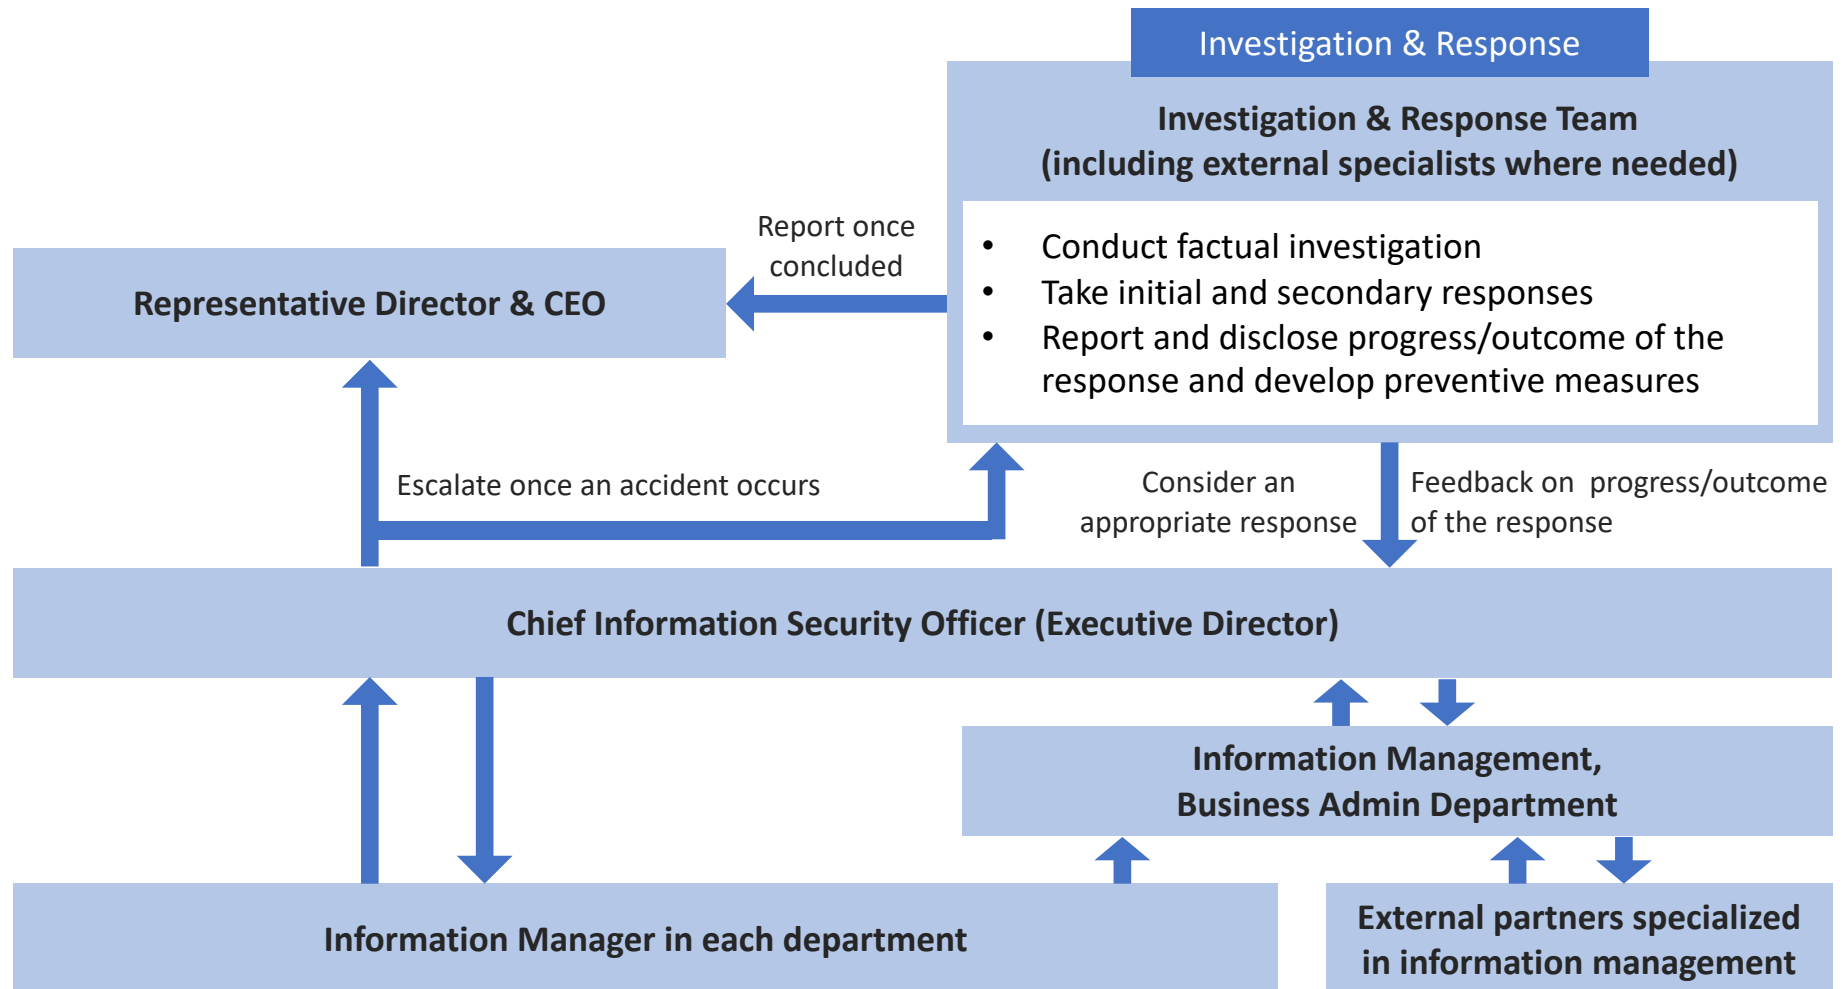 Investigation & Response
Investigation & Response Team
(including external specialists where needed)
• Conduct factual investigation
• Take initial and secondary responses
• Report and disclose progress/outcome of the
response and develop preventive measures
Report once
concluded
Representative Director & CEO
Escalate once an accident occurs
Consider an
appropriate response
Feedback on progress/outcome
of the response
Chief Information Security Officer (Executive Director)
Information Management,
Business Admin Department
Information Manager in each department
External partners specialized
in information management